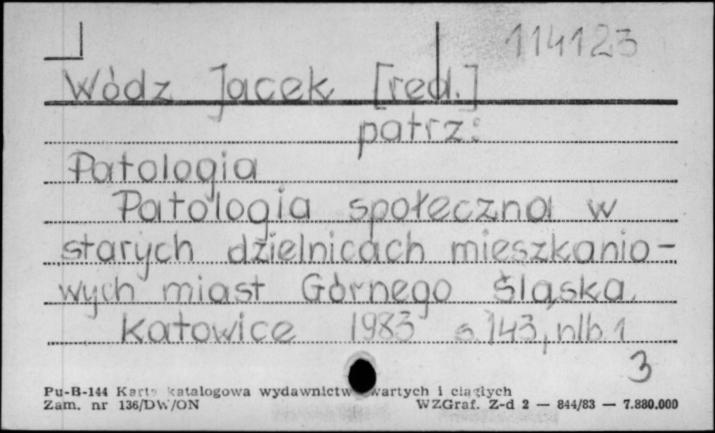 114123
Wódz Jacek [red.]
patrz:
Patologia
Patologia społeczna w
starych dzielnicach mieszkanio-
wych miast Górnego Śląska.
Katowice 1983 s. 143, nlb 1
3
Pu-B-144 Karta katalogowa wydawnictw zwartych i ciągłych
Zam. nr 136/DW/ON WZGraf. Z-d 2 — 844/83 — 7.880.000